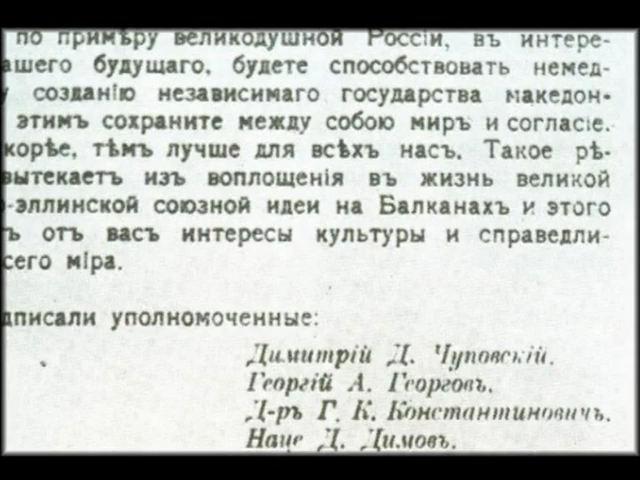 по примѣру великодушной Россіи, въ интере-
ашего будущаго, будете способствовать немед-
у созданію независимаго государства македон-
этимъ сохраните между собою миръ и согласіе.
корѣе, тѣмъ лучше для всѣхъ насъ. Такое рѣ-
вытекаетъ изъ воплощенія въ жизнь великой
-эллинской союзной идеи на Балканахъ и этого
ъ отъ васъ интересы культуры и справедли-
сего міра.
дписали уполномоченные:
Димитрій Д. Чуповскій.
Георгій А. Георговъ.
Д-ръ Г. К. Константиновичъ.
Наце Д. Димовъ.